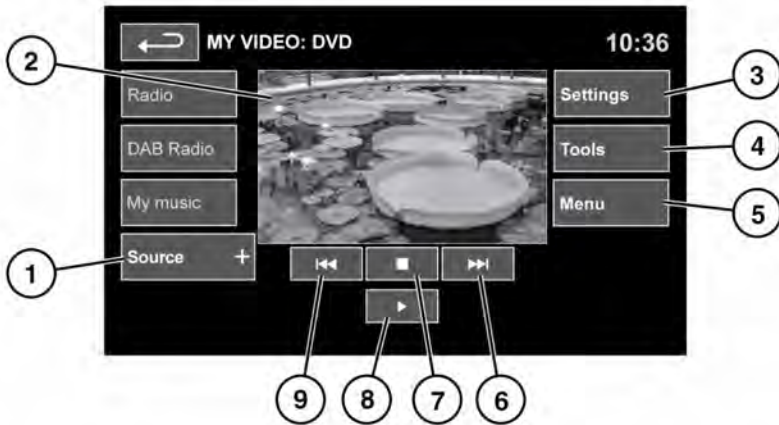 MY VIDEO: DVD
10:36
2
Radio
Settings
3
DAB Radio
Tools
4
My music
Menu
5
1
Source +
9
8
7
6